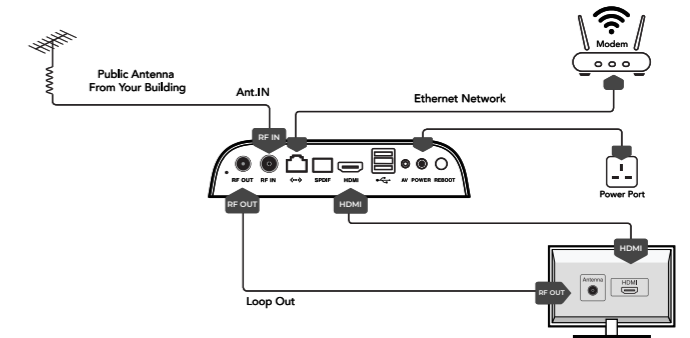 Modem
Public Antenna
From Your Building
Ant.IN
Ethernet Network
RF IN
RF OUT
RF IN
SPDIF
HDMI
AV
POWER
REBOOT
Power Port
RF OUT
HDMI
HDMI
Antenna
HDMI
RF OUT
Loop Out